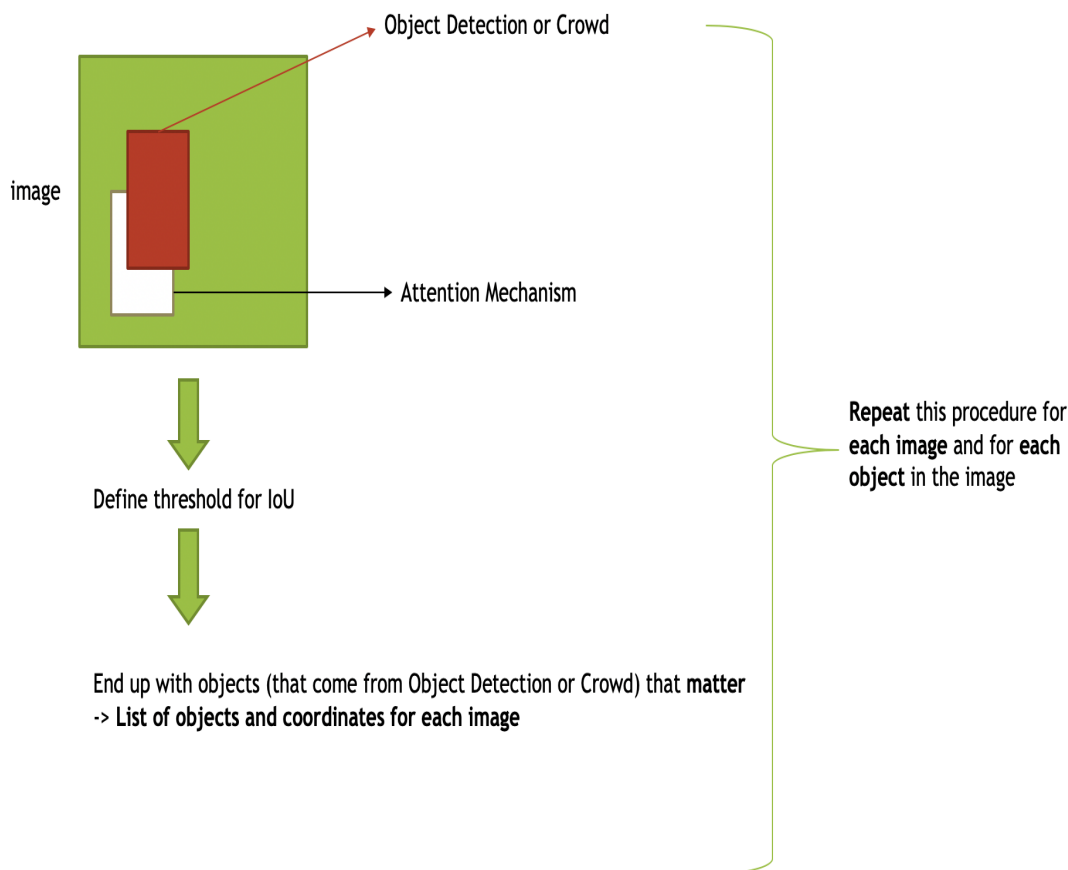 Object Detection or Crowd
image
Attention Mechanism
Repeat this procedure for
each image and for each
object in the image
Define threshold for IoU
End up with objects (that come from Object Detection or Crowd) that matter
-> List of objects and coordinates for each image